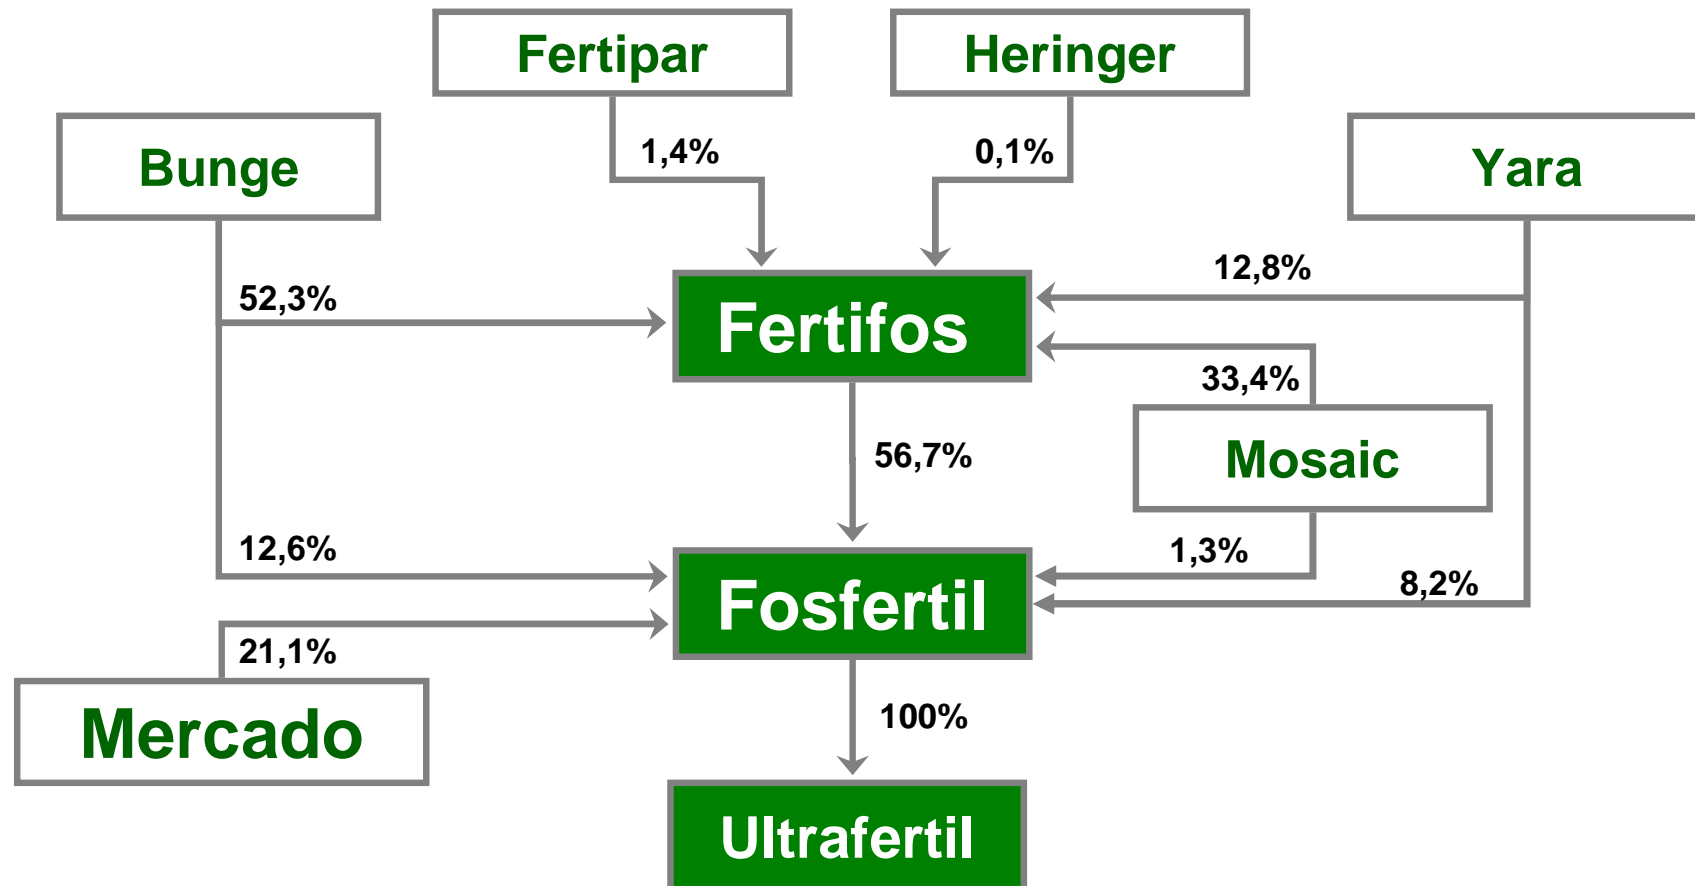 Fertipar
Heringer
Bunge
1,4%
0,1%
Yara
52,3%
12,8%
Fertifos
33,4%
56,7%
Mosaic
12,6%
1,3%
8,2%
Fosfertil
21,1%
Mercado
100%
Ultrafertil